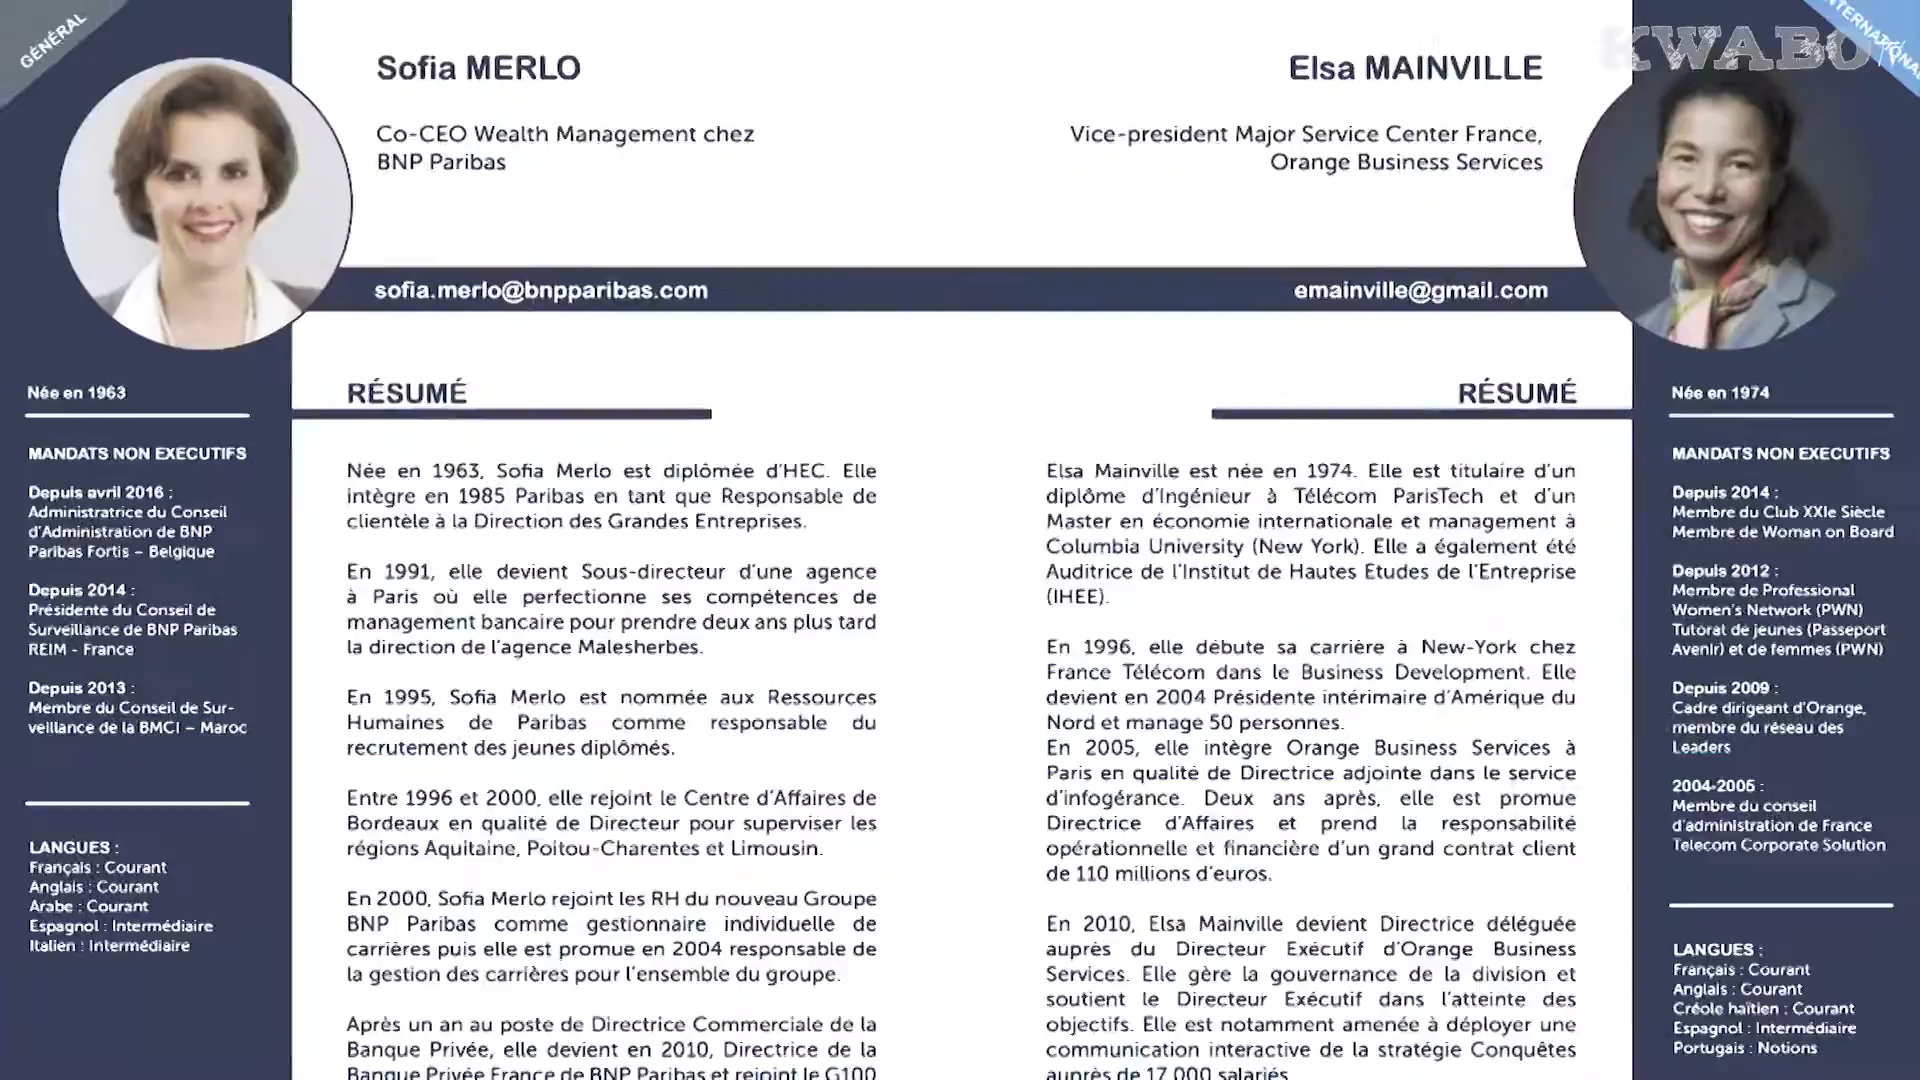 GÉNÉRAL
Sofia MERLO
Co-CEO Wealth Management chez
BNP Paribas
sofia.merlo@bnpparibas.com
Née en 1963
MANDATS NON EXECUTIFS
Depuis avril 2016 :
Administratrice du Conseil
d'Administration de BNP
Paribas Fortis – Belgique
Depuis 2014 :
Présidente du Conseil de
Surveillance de BNP Paribas
REIM - France
Depuis 2013 :
Membre du Conseil de Sur-
veillance de la BMCI – Maroc
LANGUES :
Français : Courant
Anglais : Courant
Arabe : Courant
Espagnol : Intermédiaire
Italien : Intermédiaire
RÉSUMÉ
Née en 1963, Sofia Merlo est diplômée d'HEC. Elle
intègre en 1985 Paribas en tant que Responsable de
clientèle à la Direction des Grandes Entreprises.
En 1991, elle devient Sous-directeur d'une agence
à Paris où elle perfectionne ses compétences de
management bancaire pour prendre deux ans plus tard
la direction de l'agence Malesherbes.
En 1995, Sofia Merlo est nommée aux Ressources
Humaines de Paribas comme responsable du
recrutement des jeunes diplômés.
Entre 1996 et 2000, elle rejoint le Centre d'Affaires de
Bordeaux en qualité de Directeur pour superviser les
régions Aquitaine, Poitou-Charentes et Limousin.
En 2000, Sofia Merlo rejoint les RH du nouveau Groupe
BNP Paribas comme gestionnaire individuelle de
carrières puis elle est promue en 2004 responsable de
la gestion des carrières pour l'ensemble du groupe.
Après un an au poste de Directrice Commerciale de la
Banque Privée, elle devient en 2010, Directrice de la
Banque Privée France de BNP Paribas et rejoint le G100
KWABO
INTERNATIONAL
Elsa MAINVILLE
Vice-president Major Service Center France,
Orange Business Services
emainville@gmail.com
RÉSUMÉ
Elsa Mainville est née en 1974. Elle est titulaire d'un
diplôme d'Ingénieur à Télécom ParisTech et d'un
Master en économie internationale et management à
Columbia University (New York). Elle a également été
Auditrice de l'Institut de Hautes Etudes de l'Entreprise
(IHEE).
En 1996, elle débute sa carrière à New-York chez
France Télécom dans le Business Development. Elle
devient en 2004 Présidente intérimaire d'Amérique du
Nord et manage 50 personnes.
En 2005, elle intègre Orange Business Services à
Paris en qualité de Directrice adjointe dans le service
d'infogérance. Deux ans après, elle est promue
Directrice d'Affaires et prend la responsabilité
opérationnelle et financière d'un grand contrat client
de 110 millions d'euros.
En 2010, Elsa Mainville devient Directrice déléguée
auprès du Directeur Exécutif d'Orange Business
Services. Elle gère la gouvernance de la division et
soutient le Directeur Exécutif dans l'atteinte des
objectifs. Elle est notamment amenée à déployer une
communication interactive de la stratégie Conquêtes
auprès de 17 000 salariés.
Née en 1974
MANDATS NON EXECUTIFS
Depuis 2014 :
Membre du Club XXIe Siècle
Membre de Woman on Board
Depuis 2012 :
Membre de Professional
Women's Network (PWN)
Tutorat de jeunes (Passeport
Avenir) et de femmes (PWN)
Depuis 2009 :
Cadre dirigeant d'Orange,
membre du réseau des
Leaders
2004-2005 :
Membre du conseil
d'administration de France
Telecom Corporate Solution
LANGUES :
Français : Courant
Anglais : Courant
Créole haïtien : Courant
Espagnol : Intermédiaire
Portugais : Notions